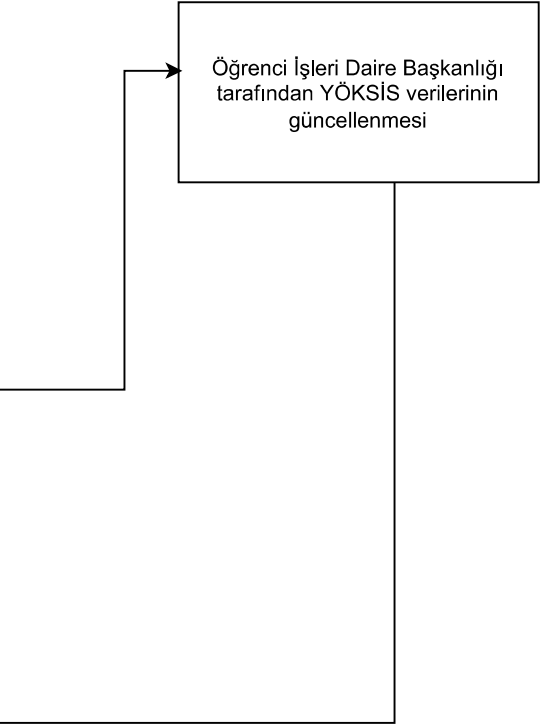 Öğrenci İşleri Daire Başkanlığı
tarafından YÖKSİS verilerinin
güncellenmesi